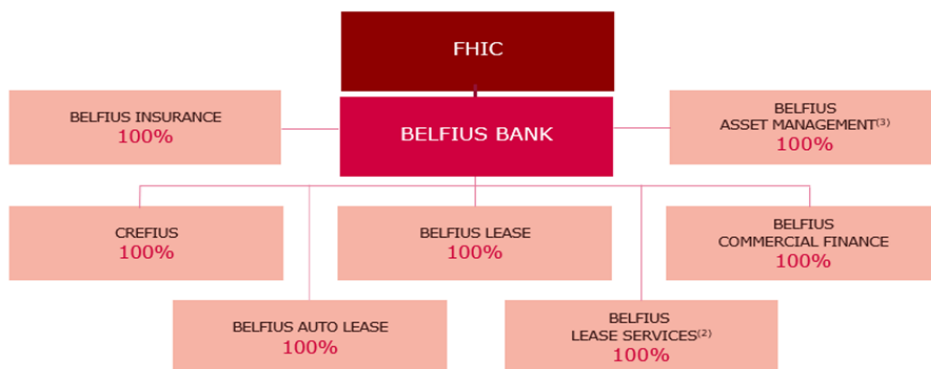 FHIC
BELFIUS INSURANCE
100%
BELFIUS BANK
BELFIUS
ASSET MANAGEMENT(3)
100%
CREFIUS
100%
BELFIUS LEASE
100%
BELFIUS
COMMERCIAL FINANCE
100%
BELFIUS AUTO LEASE
100%
BELFIUS
LEASE SERVICES(2)
100%